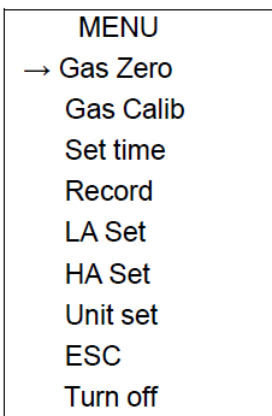 MENU
→ Gas Zero
Gas Calib
Set time
Record
LA Set
HA Set
Unit set
ESC
Turn off